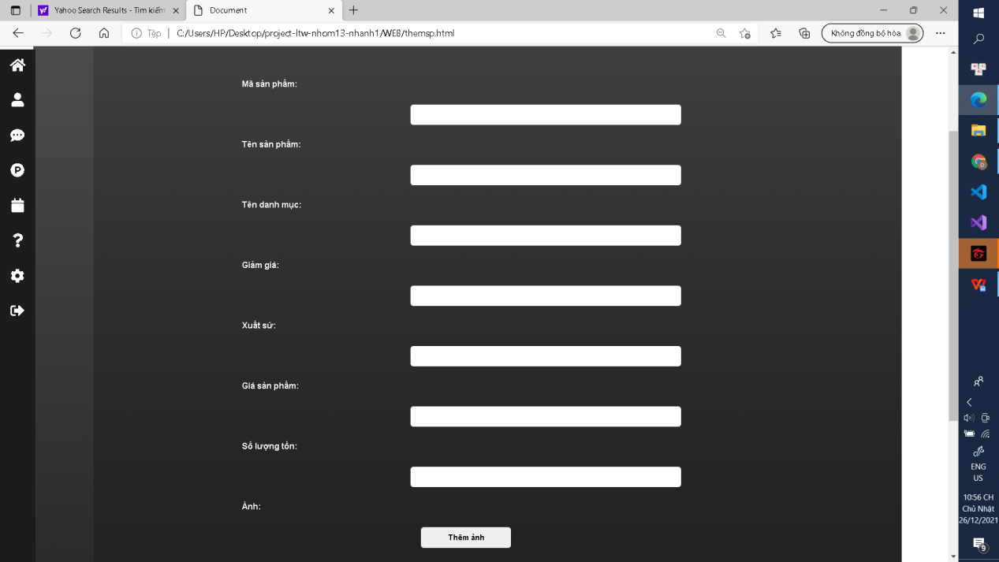 Yahoo Search Results - Tìm kiếm
Document
Tệp
C:/Users/HP/Desktop/project-ltw-nhom13-nhanh1/WEB/themsp.html
Không đồng bộ hóa
Mã sản phẩm:
Tên sản phẩm:
Tên danh mục:
Giảm giá:
Xuất sứ:
Giá sản phẩm:
Số lượng tồn:
Ảnh:
Thêm ảnh
ENG
US
10:56 CH
Chủ Nhật
26/12/2021
9